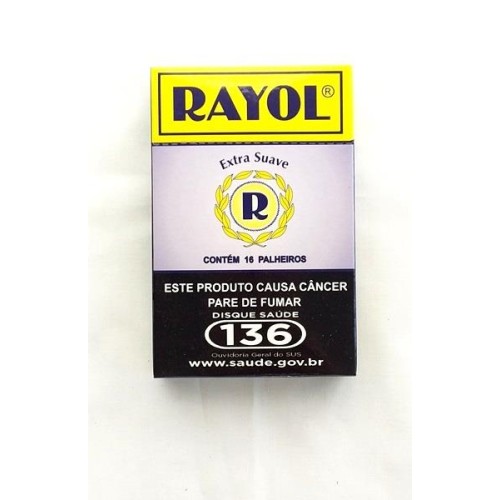 RAYOL®
Extra Suave
R
CONTÉM 16 PALHEIROS
ESTE PRODUTO CAUSA CÂNCER
PARE DE FUMAR
DISQUE SAÚDE
136
Ouvidoria Geral do SUS
www.saude.gov.br